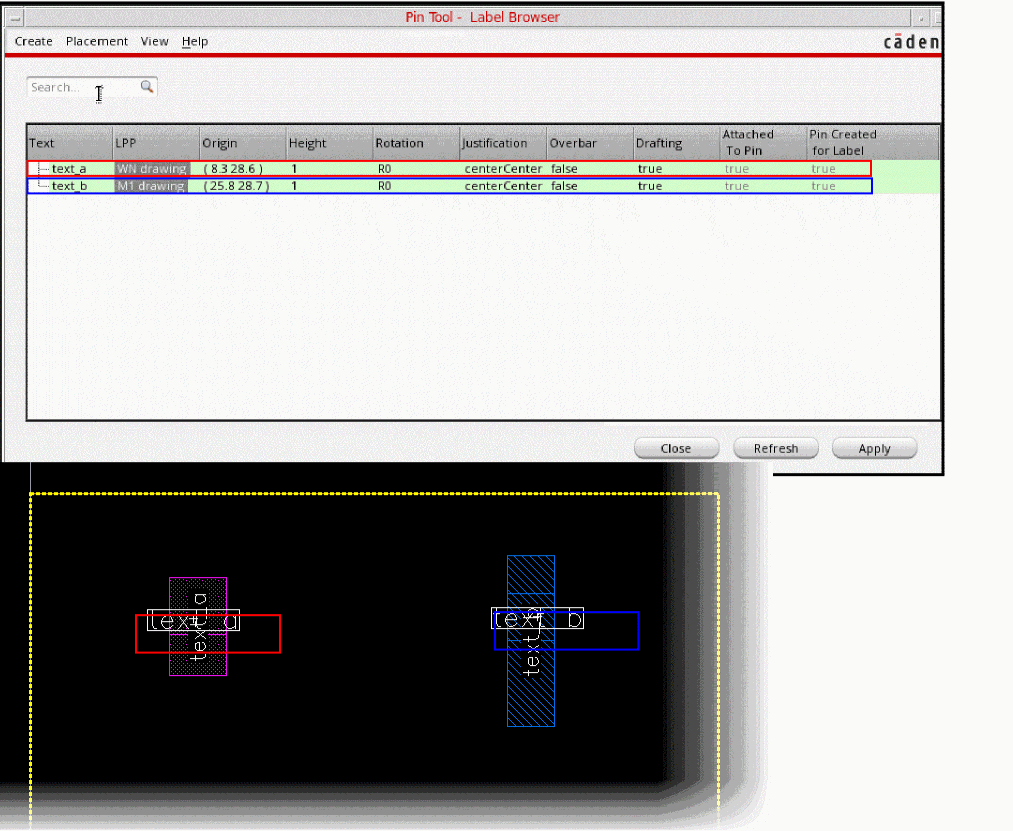 Pin Tool - Label Browser
Create Placement View Help
cādence
Search...
Text LPP Origin Height Rotation Justification Overbar Drafting Attached To Pin Pin Created for Label
text_a WN drawing ( 8.3 28.6 ) 1 R0 centerCenter false true true true
text_b M1 drawing ( 25.8 28.7 ) 1 R0 centerCenter false true true true
Close Refresh Apply
text_a
text_a
text_b
text_b